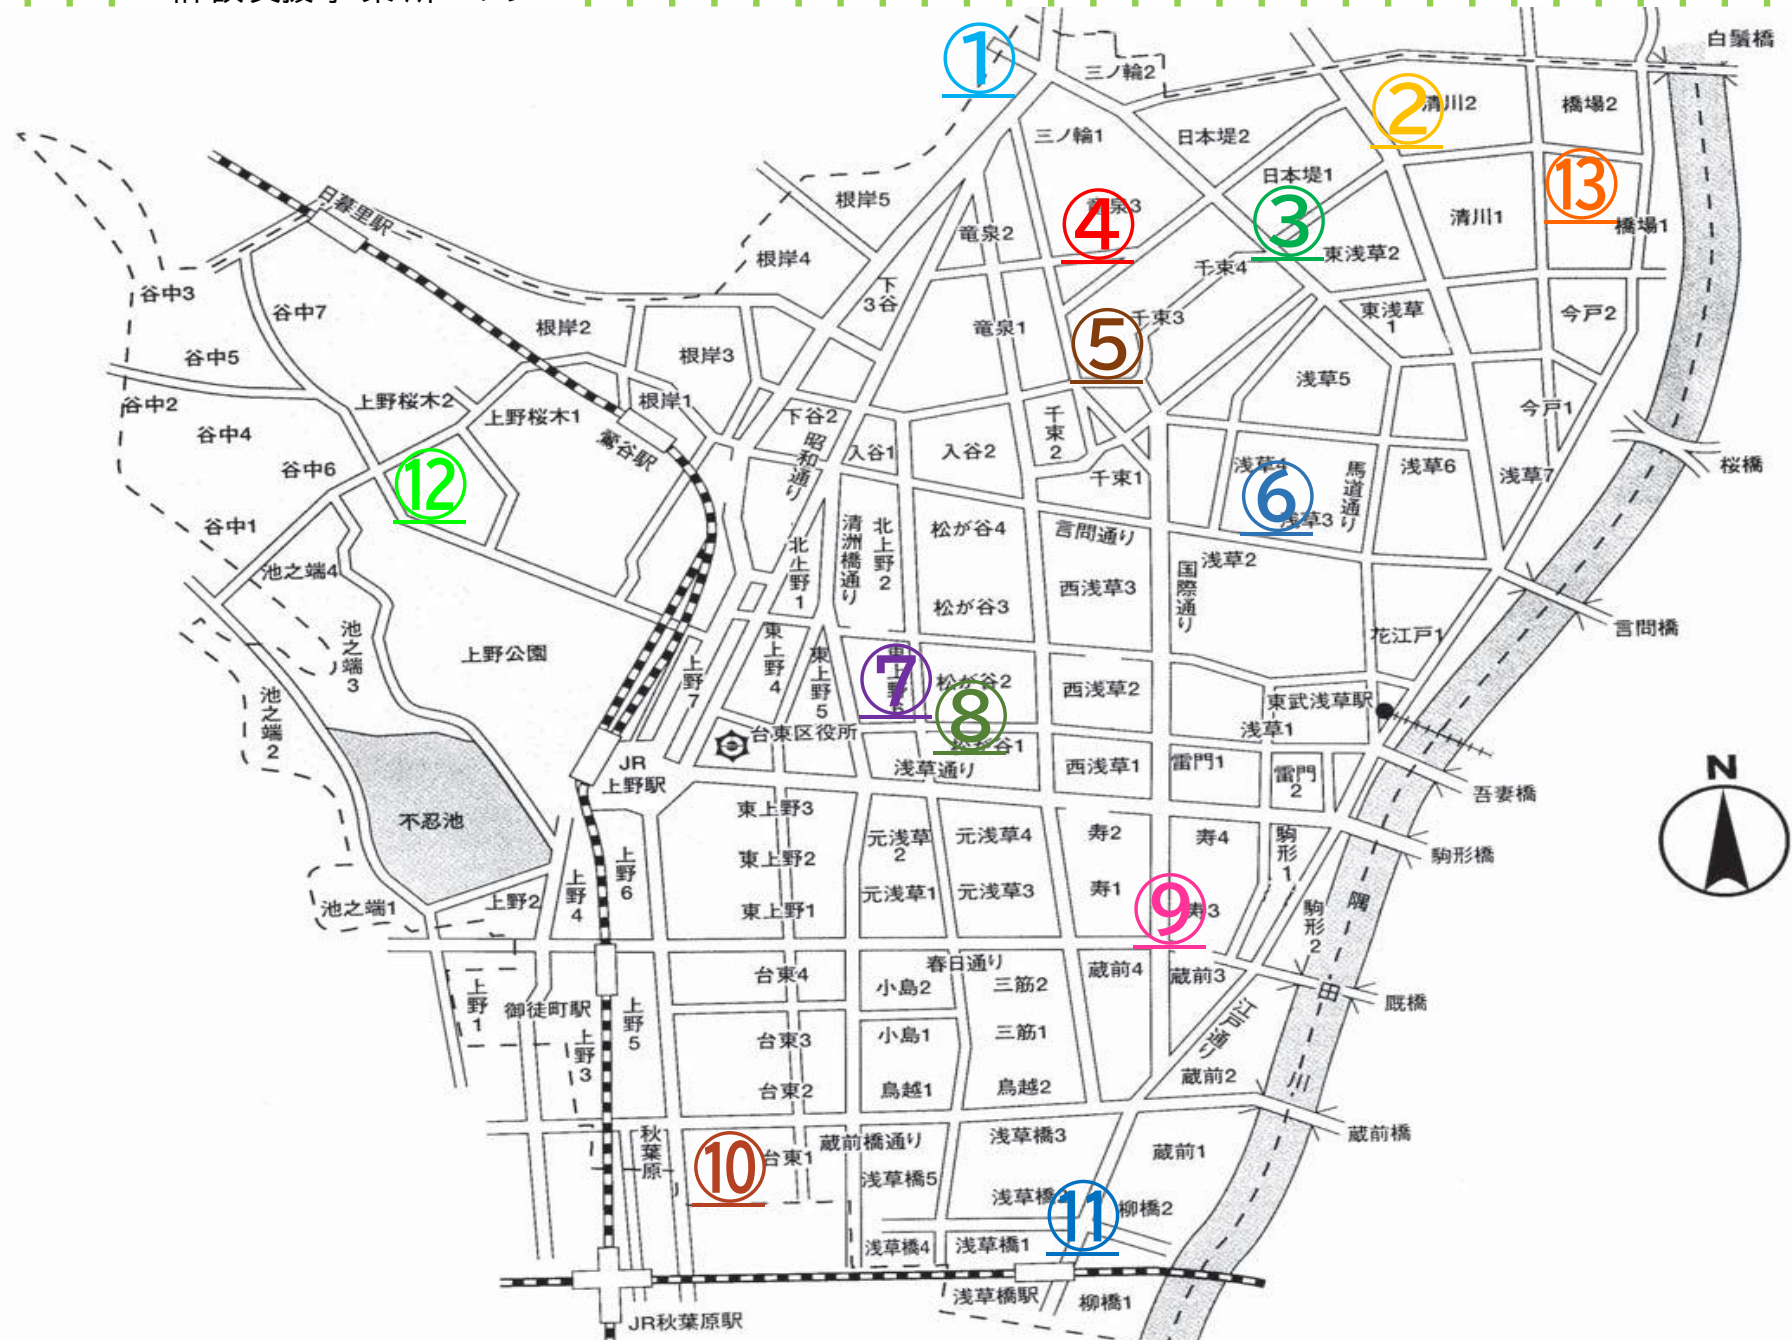 白鬚橋
①
三ノ輪2
②
清川2
橋場2
三ノ輪1
日本堤2
日本堤1
⑬
根岸5
竜泉3
④
③
清川1
橋場1
日暮里駅
竜泉2
東浅草2
根岸4
千束4
谷中3
下谷3
谷中7
千束3
東浅草1
今戸2
根岸2
竜泉1
⑤
谷中5
根岸3
浅草5
谷中2
上野桜木2
上野桜木1
根岸1
下谷2
千束2
今戸1
谷中4
鶯谷駅
昭和通り
入谷1
入谷2
谷中6
千束1
浅草4
馬道通り
浅草6
浅草7
桜橋
⑫
⑥
浅草3
谷中1
北上野1
清洲橋通り
北上野2
松が谷4
言問通り
池之端4
西浅草3
国際通り
浅草2
松が谷3
池之端3
上野公園
上野7
東上野4
東上野5
花江戸1
言問橋
⑦
東上野6
松が谷2
⑧
西浅草2
東武浅草駅
池之端2
台東区役所
浅草1
松が谷1
JR
上野駅
浅草通り
西浅草1
雷門1
雷門2
吾妻橋
N
不忍池
東上野3
元浅草2
元浅草4
寿2
寿4
駒形1
駒形橋
上野6
東上野2
上野4
元浅草1
元浅草3
寿1
⑨
寿3
池之端1
上野2
東上野1
駒形2
隅田川
台東4
春日通り
蔵前4
蔵前3
上野1
小島2
三筋2
御徒町駅
上野5
厩橋
江戸通り
上野3
台東3
小島1
三筋1
台東2
鳥越1
鳥越2
蔵前2
秋葉原
⑩
台東1
蔵前橋通り
浅草橋3
蔵前1
蔵前橋
浅草橋5
浅草橋
⑪
柳橋2
浅草橋4
浅草橋1
浅草橋駅
柳橋1
JR秋葉原駅